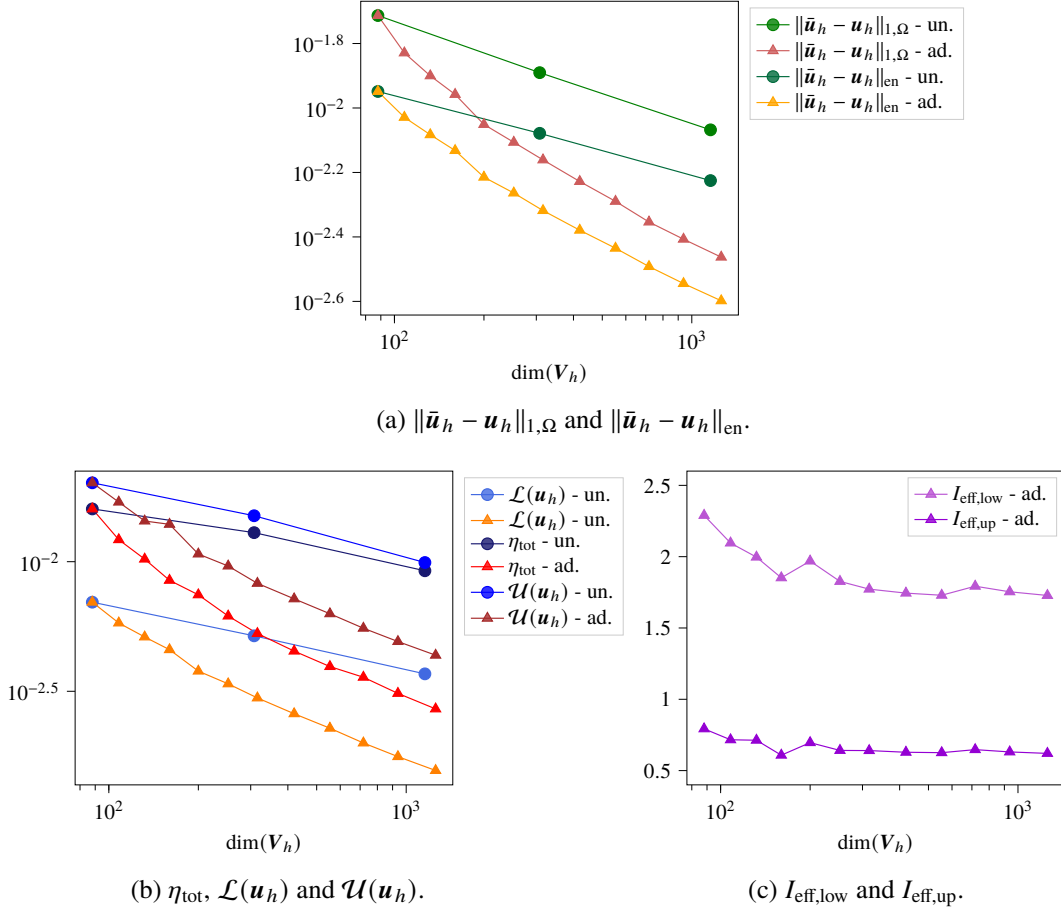 10^−1.8
10^−2
10^−2.2
10^−2.4
10^−2.6
10^2
10^3
dim(V_h)
‖ū_h − u_h‖_{1,Ω} - un.
‖ū_h − u_h‖_{1,Ω} - ad.
‖ū_h − u_h‖_en - un.
‖ū_h − u_h‖_en - ad.
(a) ‖ū_h − u_h‖_{1,Ω} and ‖ū_h − u_h‖_en.
10^−2
10^−2.5
10^2
10^3
dim(V_h)
ℒ(u_h) - un.
ℒ(u_h) - un.
η_tot - un.
η_tot - ad.
𝒰(u_h) - un.
𝒰(u_h) - ad.
(b) η_tot, ℒ(u_h) and 𝒰(u_h).
2.5
2
1.5
1
0.5
10^2
10^3
dim(V_h)
I_eff,low - ad.
I_eff,up - ad.
(c) I_eff,low and I_eff,up.